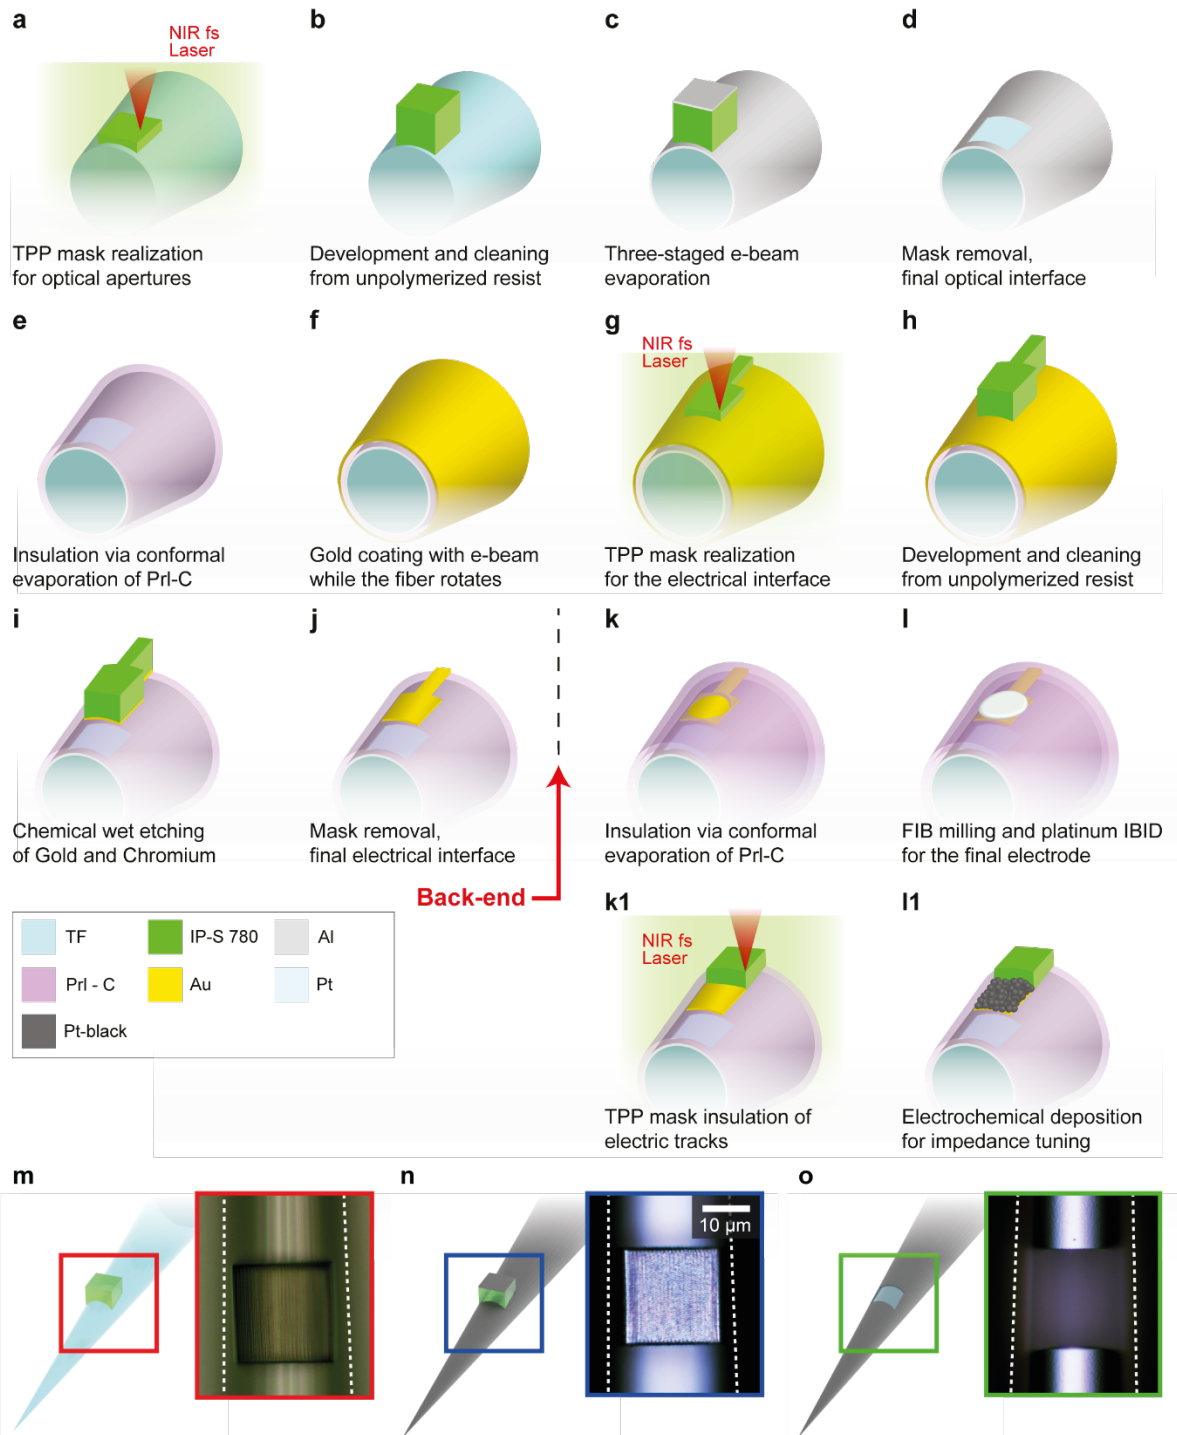 a
NIR fs
Laser
TPP mask realization
for optical apertures
b
Development and cleaning
from unpolymerized resist
c
Three-staged e-beam
evaporation
d
Mask removal,
final optical interface
e
Insulation via conformal
evaporation of Prl-C
f
Gold coating with e-beam
while the fiber rotates
g
NIR fs
Laser
TPP mask realization
for the electrical interface
h
Development and cleaning
from unpolymerized resist
i
Chemical wet etching
of Gold and Chromium
j
Mask removal,
final electrical interface
Back-end
k
Insulation via conformal
evaporation of Prl-C
l
FIB milling and platinum IBID
for the final electrode
TF
IP-S 780
Al
Prl - C
Au
Pt
Pt-black
k1
NIR fs
Laser
TPP mask insulation of
electric tracks
l1
Electrochemical deposition
for impedance tuning
m
n
10 µm
o